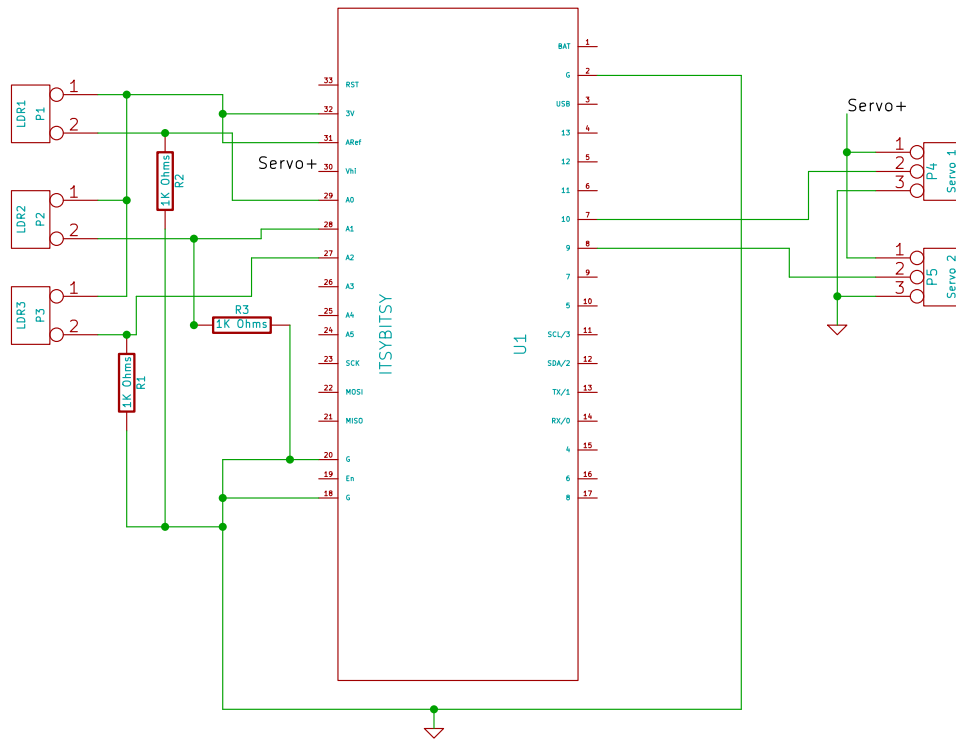 LDR1
P1
1
2
LDR2
P2
1
2
LDR3
P3
1
2
1K Ohms
R2
R3
1K Ohms
1K Ohms
R1
Servo+
33 RST
32 3V
31 ARef
30 Vhi
29 A0
28 A1
27 A2
26 A3
25 A4
24 A5
23 SCK
22 MOSI
21 MISO
20 G
19 En
18 G
ITSYBITSY
U1
BAT 1
G 2
USB 3
13 4
12 5
11 6
10 7
9 8
7 9
5 10
SCL/3 11
SDA/2 12
TX/1 13
RX/0 14
4 15
6 16
8 17
Servo+
1
2
3
P4
Servo 1
1
2
3
P5
Servo 2